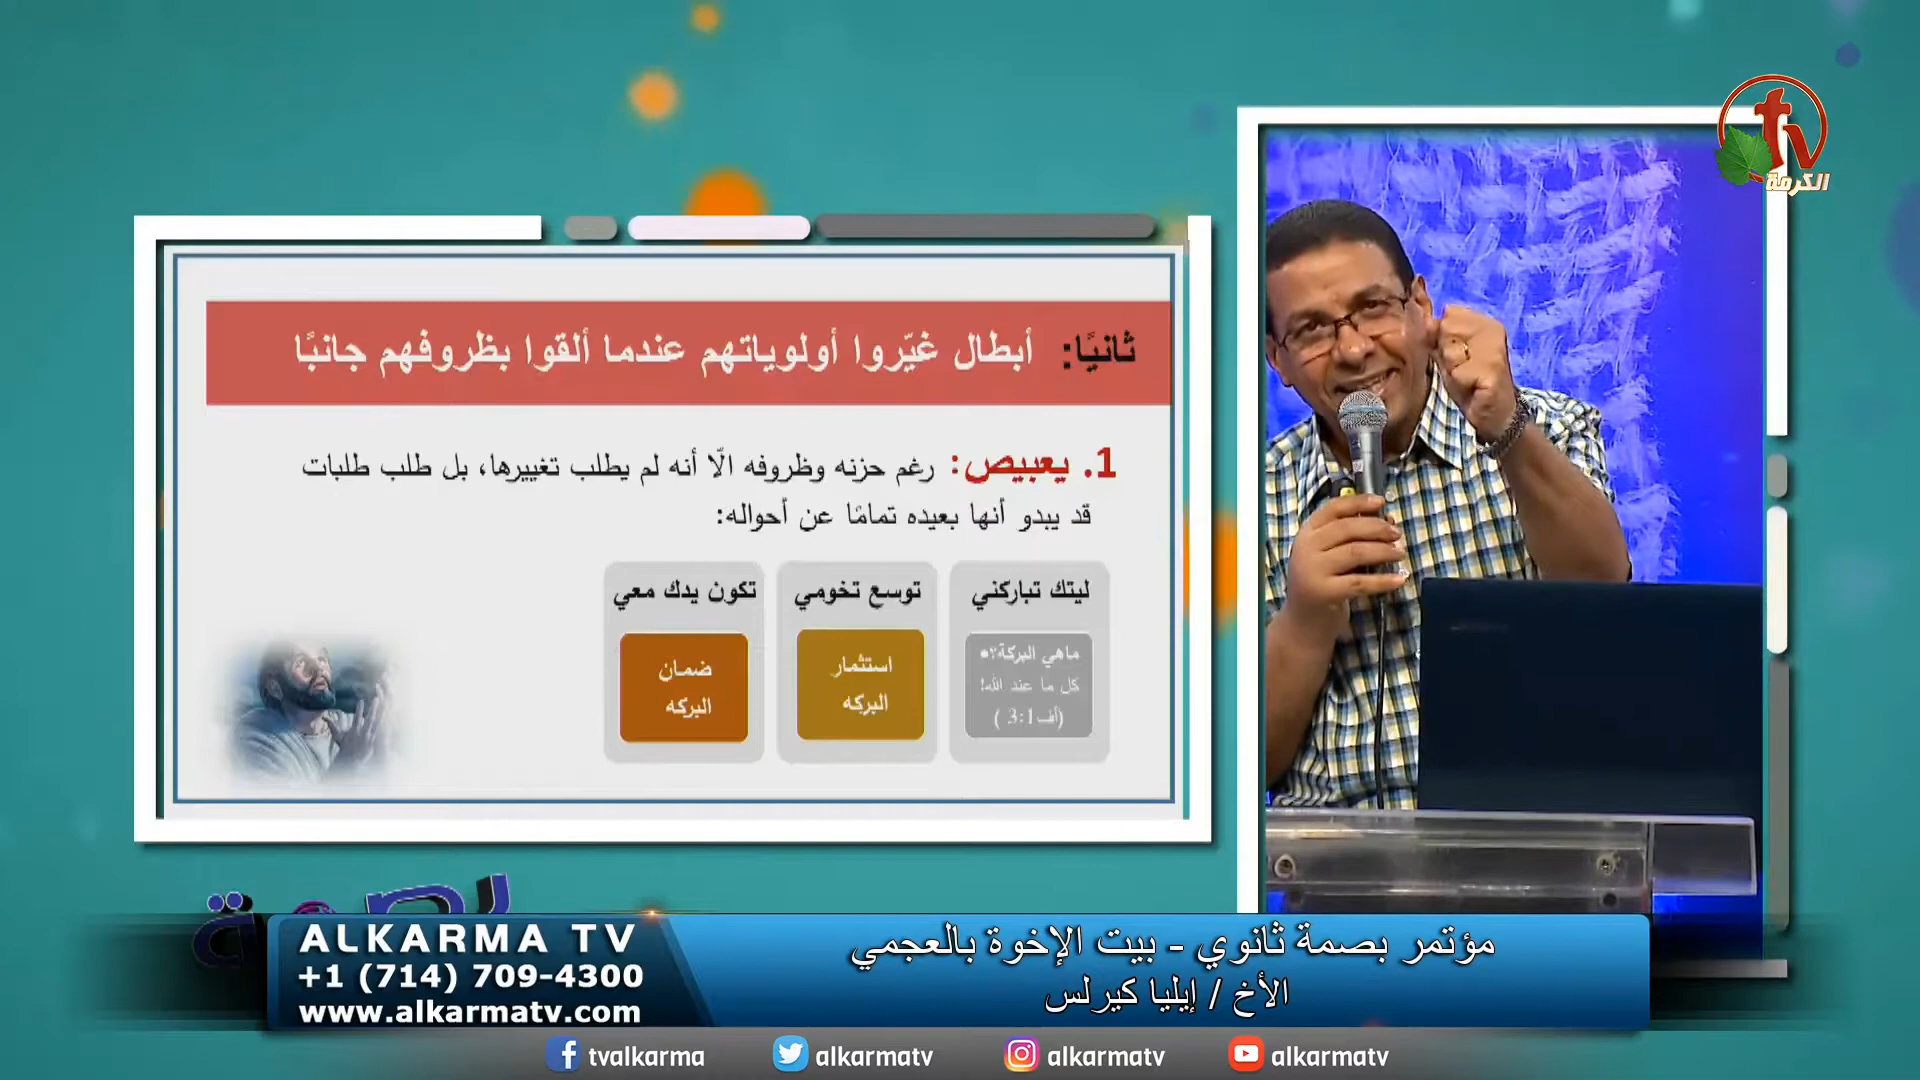 tv
الكرمة
ثانيًا: أبطال غيّروا أولوياتهم عندما ألقوا بظروفهم جانبًا
1. يعبيص: رغم حزنه وظروفه الّا أنه لم يطلب تغييرها، بل طلب طلبات
قد يبدو أنها بعيده تمامًا عن أحواله:
ليتك تباركني
ماهي البركة؟•
كل ما عند الله!
(أف3:1 )
توسع تخومي
استثمار
البركه
تكون يدك معي
ضمان
البركه
بصمة
ALKARMA TV
+1 (714) 709-4300
www.alkarmatv.com
مؤتمر بصمة ثانوي - بيت الإخوة بالعجمي
الأخ / إيليا كيرلس
tvalkarma
alkarmatv
alkarmatv
alkarmatv